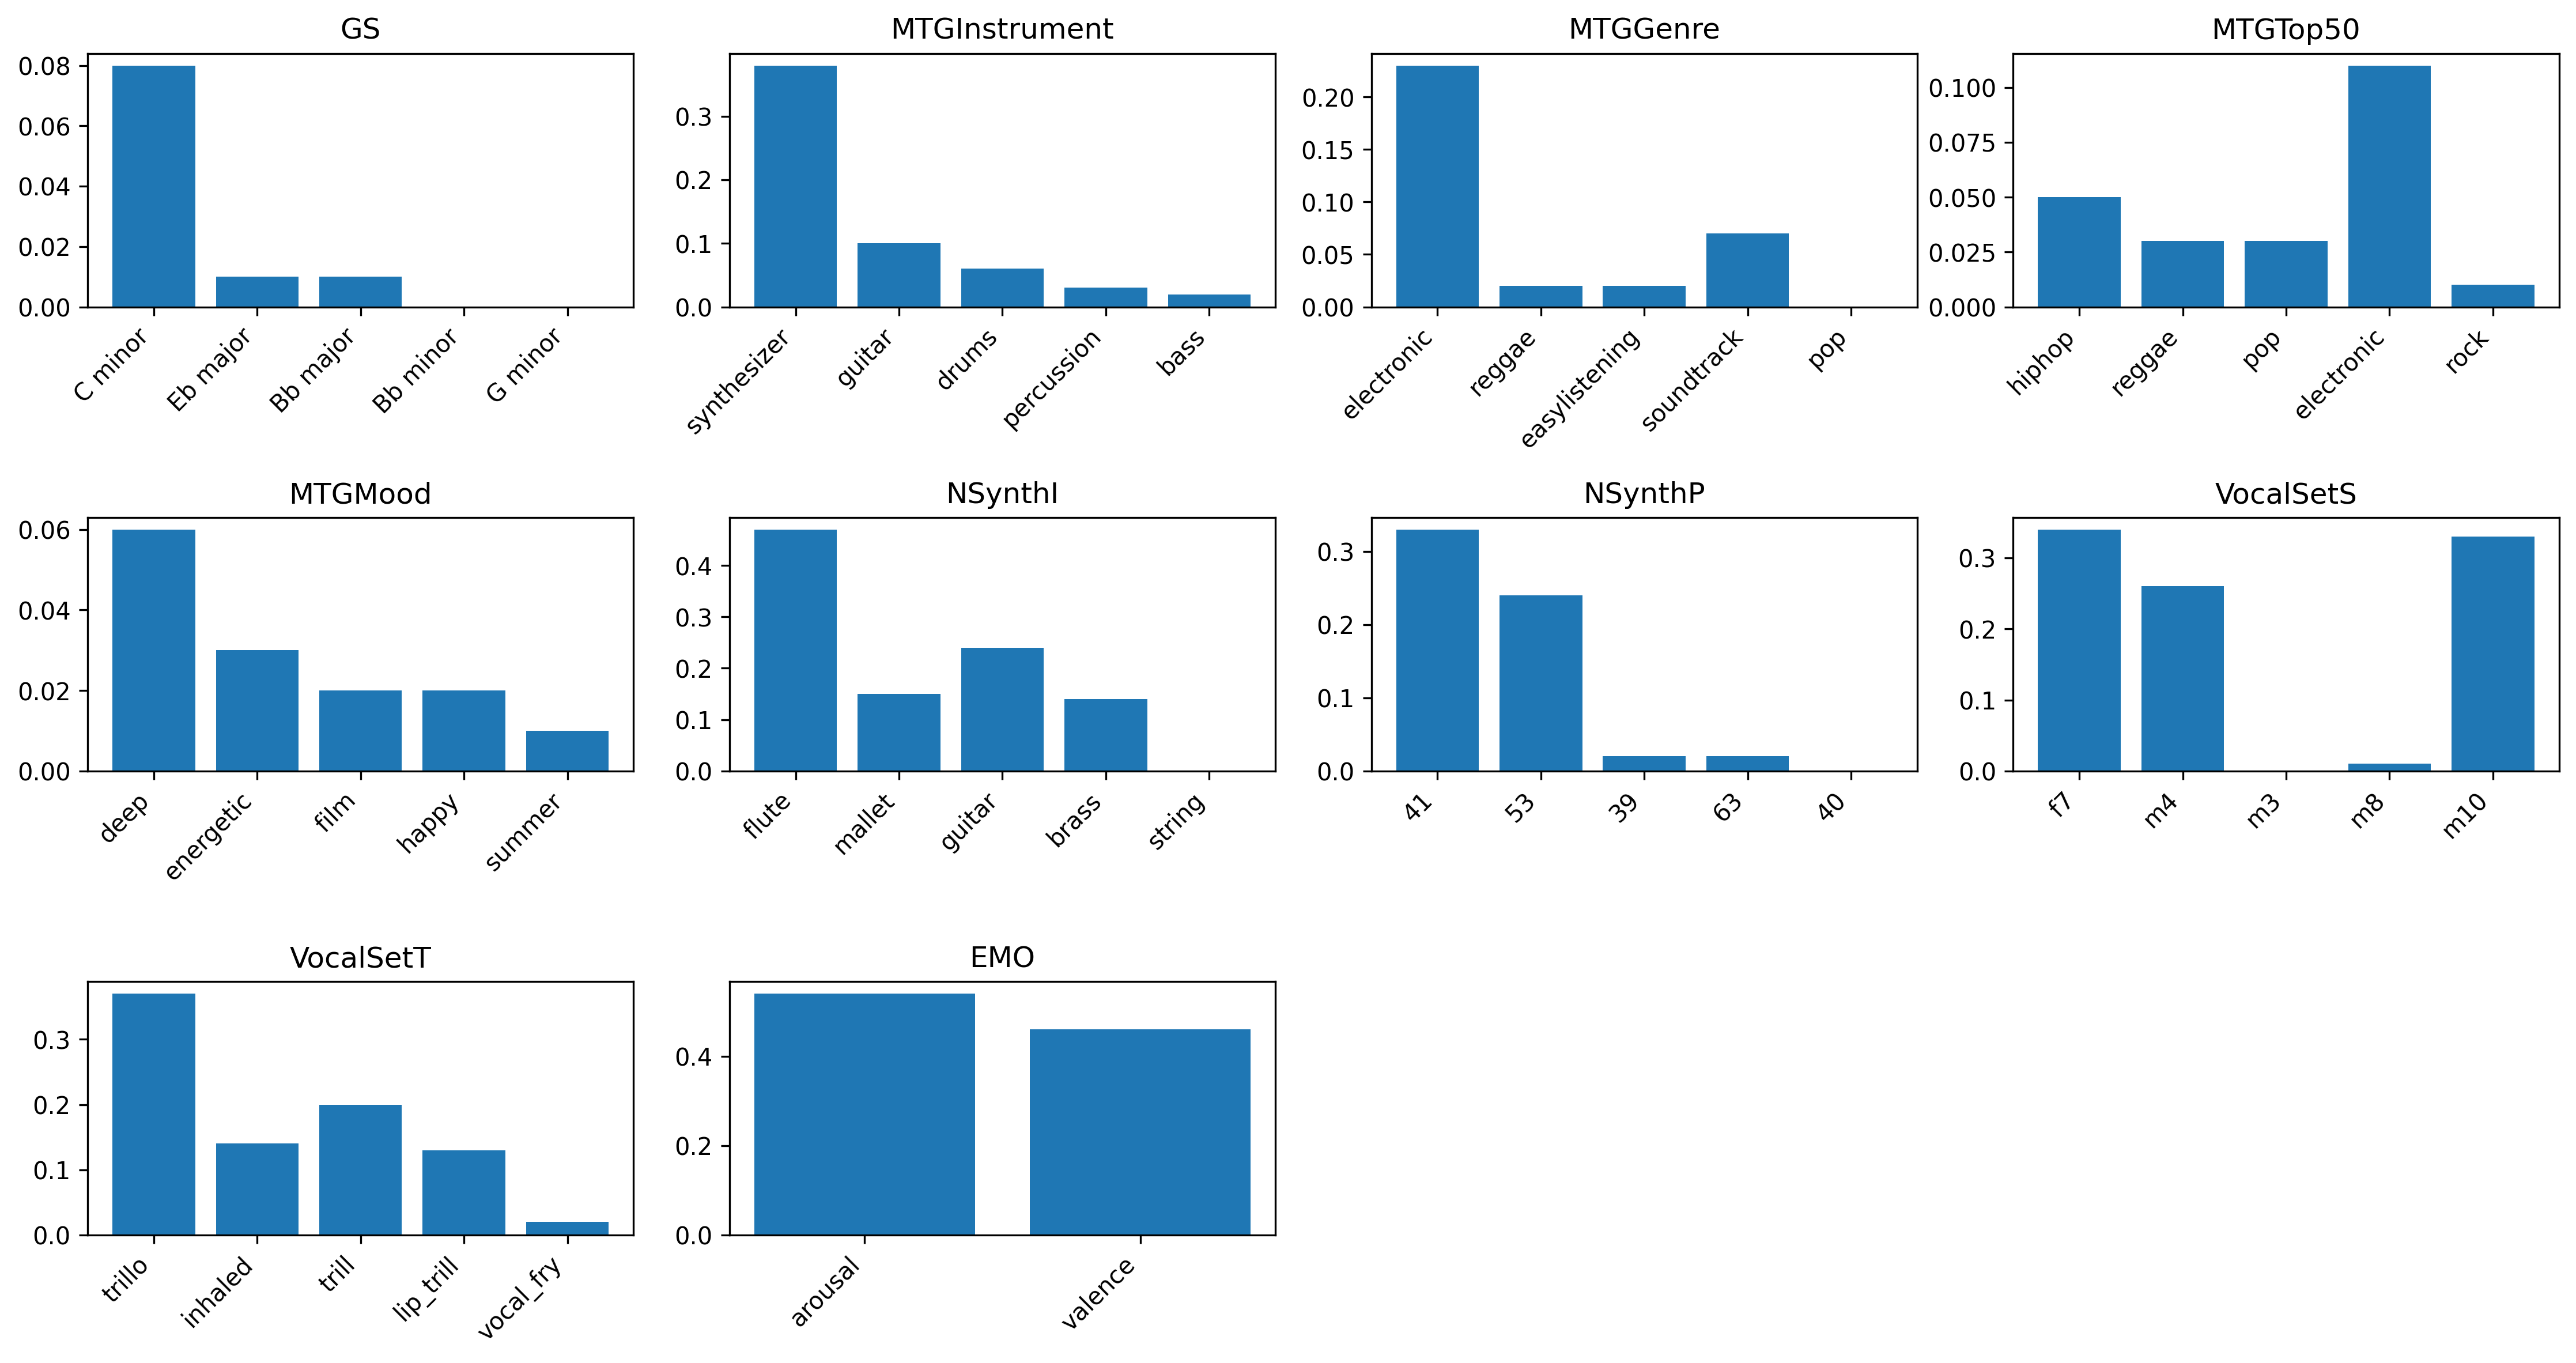 GS
0.08
0.06
0.04
0.02
0.00
C minor
Eb major
Bb major
Bb minor
G minor
MTGInstrument
0.3
0.2
0.1
0.0
synthesizer
guitar
drums
percussion
bass
MTGGenre
0.20
0.15
0.10
0.05
0.00
electronic
reggae
easylistening
soundtrack
pop
MTGTop50
0.100
0.075
0.050
0.025
0.000
hiphop
reggae
pop
electronic
rock
MTGMood
0.06
0.04
0.02
0.00
deep
energetic
film
happy
summer
NSynthI
0.4
0.3
0.2
0.1
0.0
flute
mallet
guitar
brass
string
NSynthP
0.3
0.2
0.1
0.0
41
53
39
63
40
VocalSetS
0.3
0.2
0.1
0.0
f7
m4
m3
m8
m10
VocalSetT
0.3
0.2
0.1
0.0
trillo
inhaled
trill
lip_trill
vocal_fry
EMO
0.4
0.2
0.0
arousal
valence